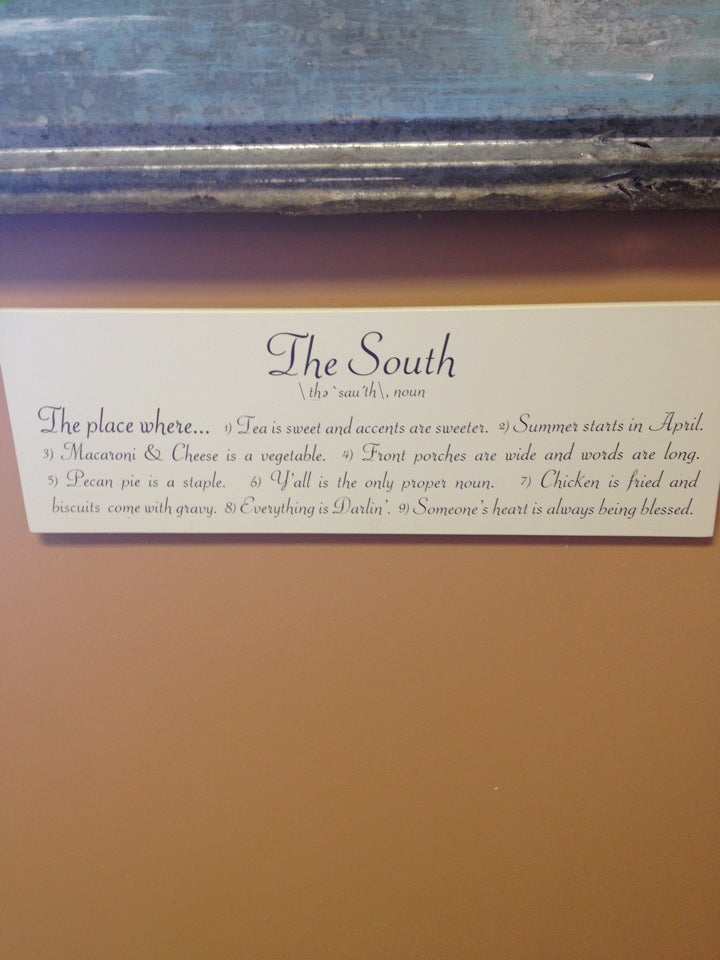 The South
\thə `sau'th\, noun
The place where... 1) Tea is sweet and accents are sweeter. 2) Summer starts in April.
3) Macaroni & Cheese is a vegetable. 4) Front porches are wide and words are long.
5) Pecan pie is a staple. 6) Y'all is the only proper noun. 7) Chicken is fried and
biscuits come with gravy. 8) Everything is Darlin'. 9) Someone's heart is always being blessed.